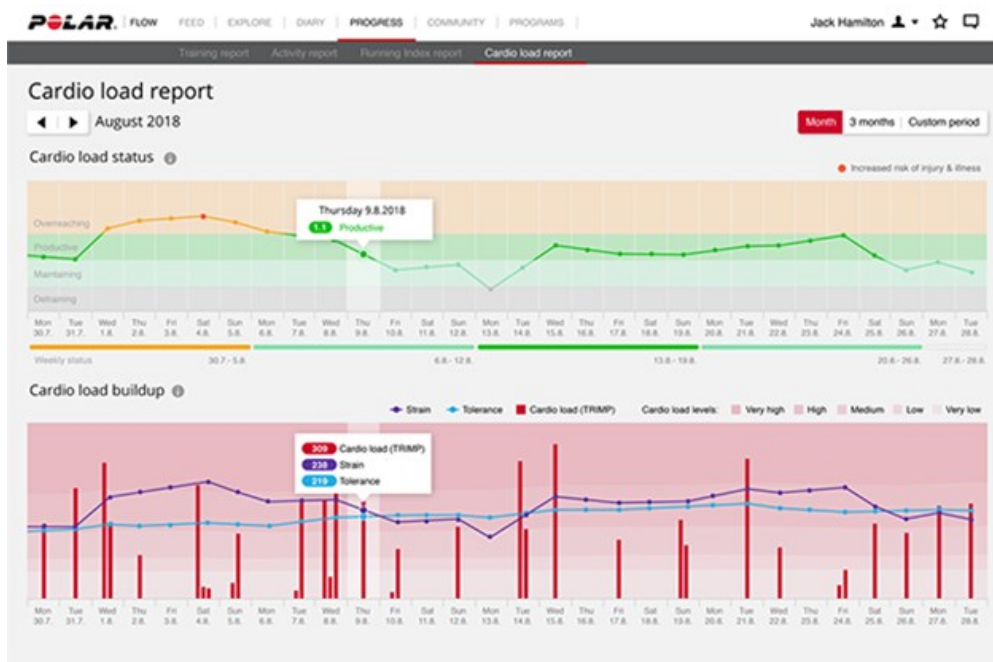 POLAR. FLOW FEED EXPLORE DIARY PROGRESS COMMUNITY PROGRAMS Jack Hamilton
Training report Activity report Running Index report Cardio load report
Cardio load report
August 2018
Month 3 months Custom period
Cardio load status
Increased risk of injury & illness
Thursday 9.8.2018
1.1 Productive
Overreaching
Productive
Maintaining
Detraining
Mon Tue Wed Thu Fri Sat Sun Mon Tue Wed Thu Fri Sat Sun Mon Tue Wed Thu Fri Sat Sun Mon Tue Wed Thu Fri Sat Sun Mon Tue
30.7. 31.7. 1.8. 2.8. 3.8. 4.8. 5.8. 6.8. 7.8. 8.8. 9.8. 10.8. 11.8. 12.8. 13.8. 14.8. 15.8. 16.8. 17.8. 18.8. 19.8. 20.8. 21.8. 22.8. 23.8. 24.8. 25.8. 26.8. 27.8. 28.8.
Weekly status 30.7.- 5.8. 6.8.- 12.8. 13.8.- 19.8. 20.8.- 26.8. 27.8.- 28.8.
Cardio load buildup
Strain Tolerance Cardio load (TRIMP) Cardio load levels: Very high High Medium Low Very low
309 Cardio load (TRIMP)
238 Strain
219 Tolerance
Mon Tue Wed Thu Fri Sat Sun Mon Tue Wed Thu Fri Sat Sun Mon Tue Wed Thu Fri Sat Sun Mon Tue Wed Thu Fri Sat Sun Mon Tue
30.7. 31.7. 1.8. 2.8. 3.8. 4.8. 5.8. 6.8. 7.8. 8.8. 9.8. 10.8. 11.8. 12.8. 13.8. 14.8. 15.8. 16.8. 17.8. 18.8. 19.8. 20.8. 21.8. 22.8. 23.8. 24.8. 25.8. 26.8. 27.8. 28.8.